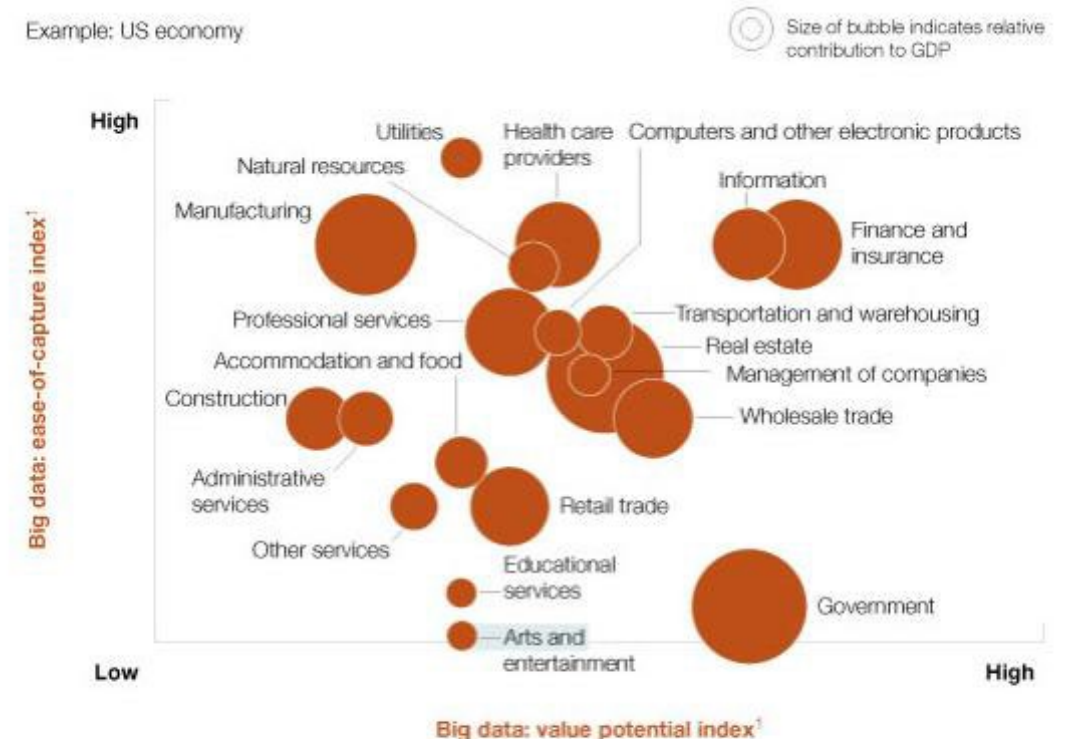 Example: US economy
Size of bubble indicates relative
contribution to GDP
High
Utilities
Health care
providers
Computers and other electronic products
Natural resources
Information
Manufacturing
Finance and
insurance
Professional services
Transportation and warehousing
Real estate
Accommodation and food
Management of companies
Construction
Wholesale trade
Administrative
services
Retail trade
Other services
Educational
services
Government
Arts and
entertainment
Low
High
Big data: ease-of-capture index¹
Big data: value potential index¹